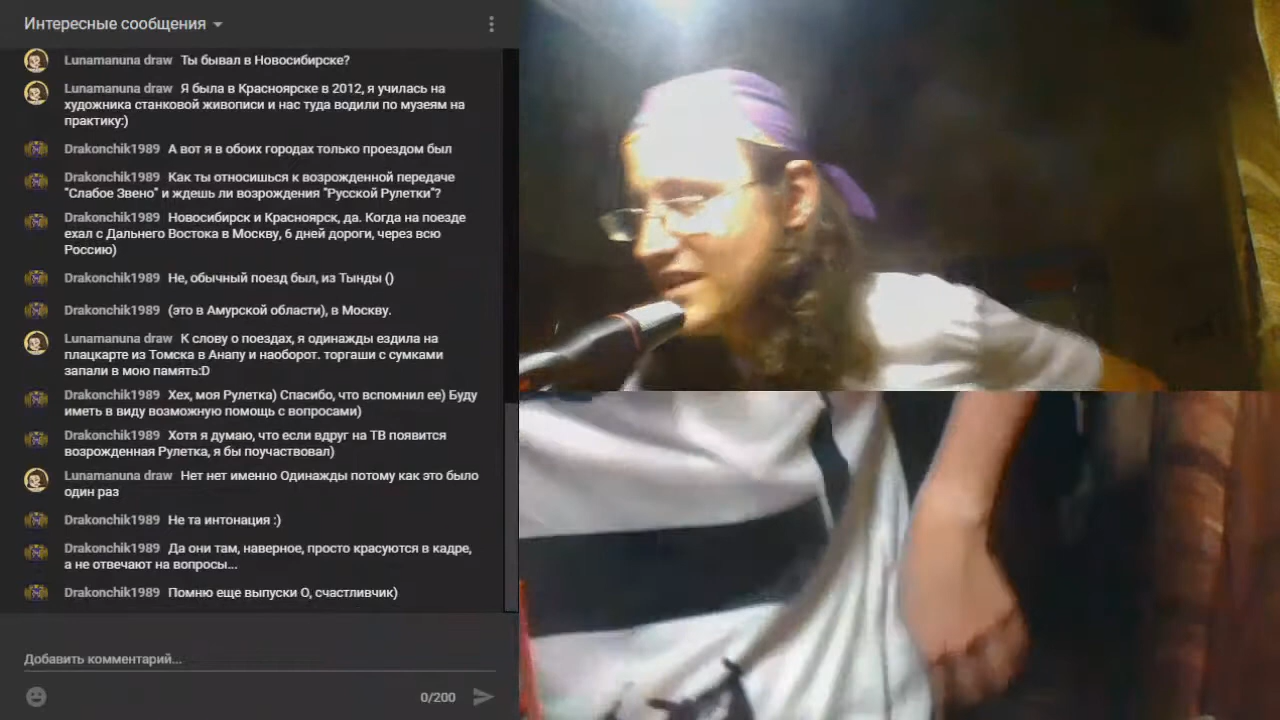 Интересные сообщения
Lunamanuna draw Ты бывал в Новосибирске?
Lunamanuna draw Я была в Красноярске в 2012, я училась на
художника станковой живописи и нас туда водили по музеям на
практику:)
Drakonchik1989 А вот я в обоих городах только проездом был
Drakonchik1989 Как ты относишься к возрожденной передаче
"Слабое Звено" и ждешь ли возрождения "Русской Рулетки"?
Drakonchik1989 Новосибирск и Красноярск, да. Когда на поезде
ехал с Дальнего Востока в Москву, 6 дней дороги, через всю
Россию)
Drakonchik1989 Не, обычный поезд был, из Тынды ()
Drakonchik1989 (это в Амурской области), в Москву.
Lunamanuna draw К слову о поездах, я одинажды ездила на
плацкарте из Томска в Анапу и наоборот. торгаши с сумками
запали в мою память:D
Drakonchik1989 Хех, моя Рулетка) Спасибо, что вспомнил ее) Буду
иметь в виду возможную помощь с вопросами)
Drakonchik1989 Хотя я думаю, что если вдруг на ТВ появится
возрожденная Рулетка, я бы поучаствовал)
Lunamanuna draw Нет нет именно Одинажды потому как это было
один раз
Drakonchik1989 Не та интонация :)
Drakonchik1989 Да они там, наверное, просто красуются в кадре,
а не отвечают на вопросы...
Drakonchik1989 Помню еще выпуски О, счастливчик)
Добавить комментарий...
0/200